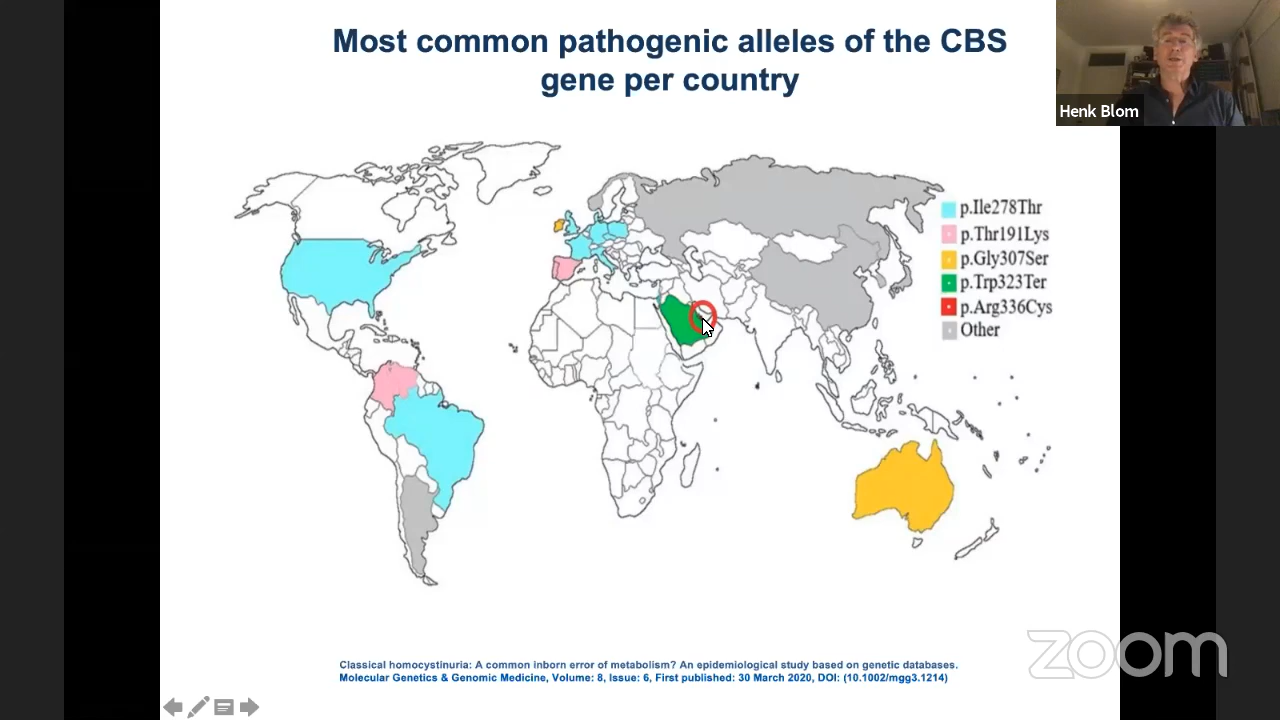 Most common pathogenic alleles of the CBS
gene per country
Henk Blom
p.Ile278Thr
p.Thr191Lys
p.Gly307Ser
p.Trp323Ter
p.Arg336Cys
Other
Classical homocystinuria: A common inborn error of metabolism? An epidemiological study based on genetic databases.
Molecular Genetics & Genomic Medicine, Volume: 8, Issue: 6, First published: 30 March 2020, DOI: (10.1002/mgg3.1214)
zoom